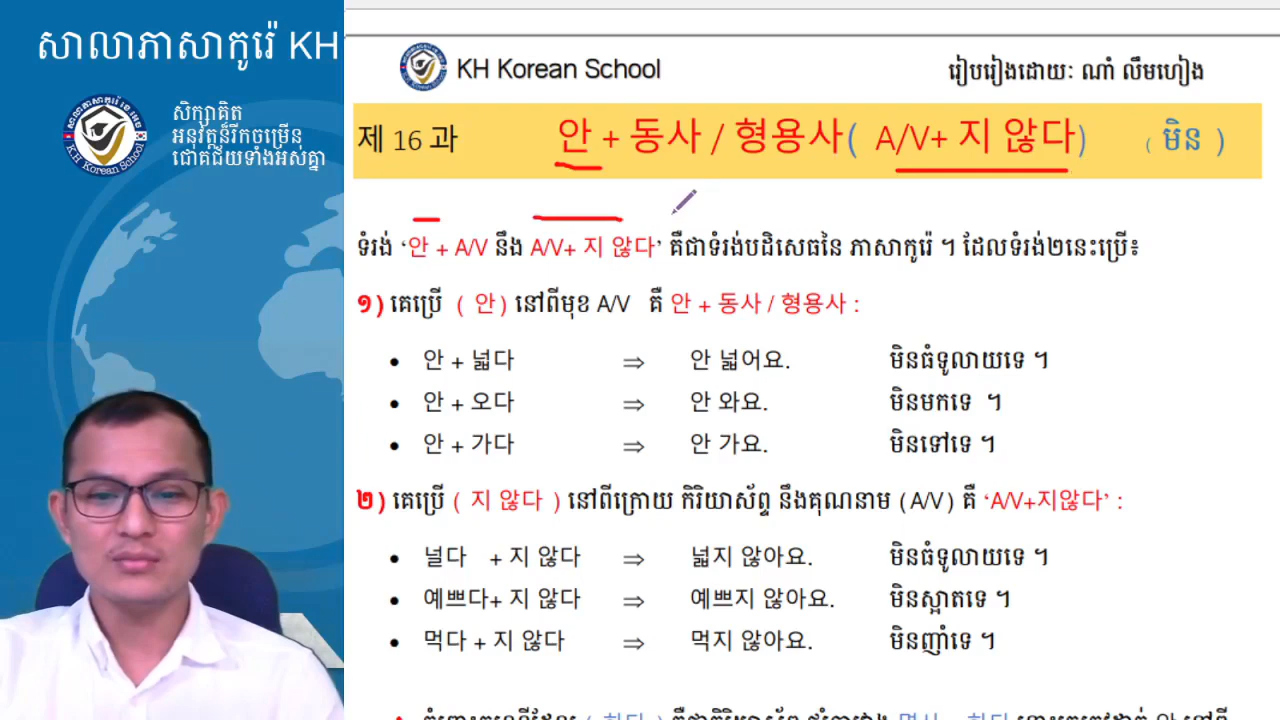 សាលាភាសាកូរ៉េ KH
សិក្សាគិត
អនុវត្តន៍រីកចម្រើន
ជោគជ័យទាំងអស់គ្នា
KH Korean School
រៀបរៀងដោយៈ ណាំ លឹមហៀង
제 16 과 안 + 동사 / 형용사( A/V+ 지 않다) ( មិន )
ទំរង់ ‘안 + A/V នឹង A/V+ 지 않다’ គឺជាទំរង់បដិសេធនៃ ភាសាកូរ៉េ ។ ដែលទំរង់២នេះប្រើ៖
១) គេប្រើ ( 안 ) នៅពីមុខ A/V គឺ 안 + 동사 / 형용사 :
• 안 + 넓다 ⇒ 안 넓어요. មិនធំទូលាយទេ ។
• 안 + 오다 ⇒ 안 와요. មិនមកទេ ។
• 안 + 가다 ⇒ 안 가요. មិនទៅទេ ។
២) គេប្រើ ( 지 않다 ) នៅពីក្រោយ កិរិយាស័ព្ទ នឹងគុណនាម (A/V) គឺ ‘A/V+지않다’ :
• 널다 + 지 않다 ⇒ 넓지 않아요. មិនធំទូលាយទេ ។
• 예쁘다+ 지 않다 ⇒ 예쁘지 않아요. មិនស្អាតទេ ។
• 먹다 + 지 않다 ⇒ 먹지 않아요. មិនញ៉ាំទេ ។